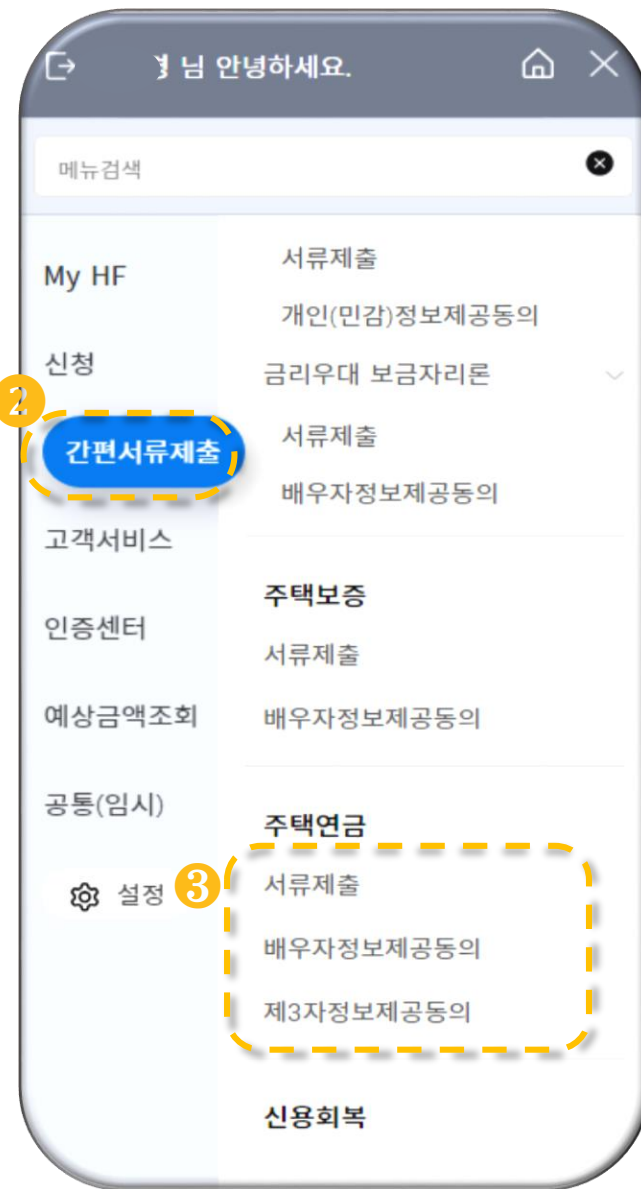 님 안녕하세요.
메뉴검색
My HF
신청
2
간편서류제출
고객서비스
인증센터
예상금액조회
공통(임시)
설정
서류제출
개인(민감)정보제공동의
금리우대 보금자리론
서류제출
배우자정보제공동의
주택보증
서류제출
배우자정보제공동의
주택연금
3
서류제출
배우자정보제공동의
제3자정보제공동의
신용회복